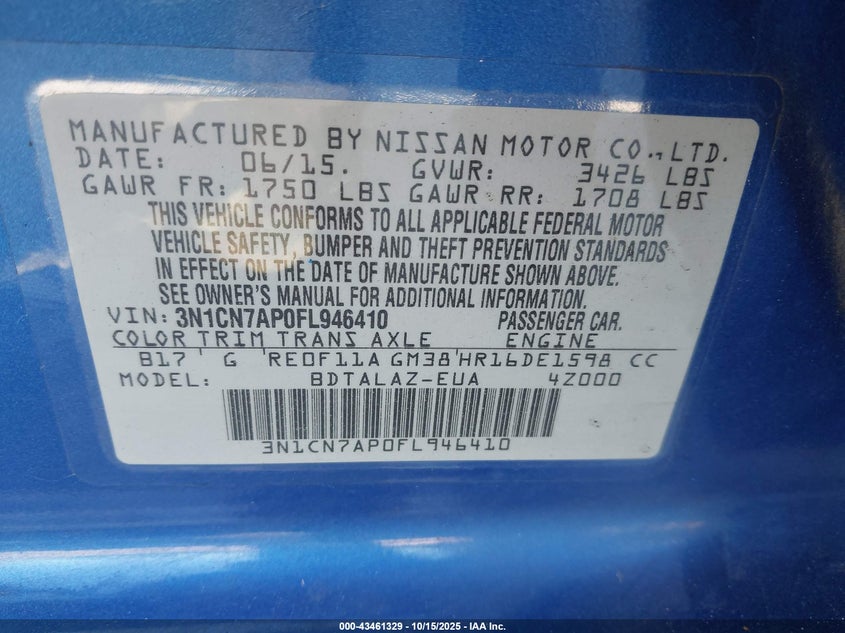 MANUFACTURED BY NISSAN MOTOR CO., LTD.
DATE: 06/15. GVWR: 3426 LBS
GAWR FR: 1750 LBS GAWR RR: 1708 LBS
THIS VEHICLE CONFORMS TO ALL APPLICABLE FEDERAL MOTOR
VEHICLE SAFETY, BUMPER AND THEFT PREVENTION STANDARDS
IN EFFECT ON THE DATE OF MANUFACTURE SHOWN ABOVE.
SEE OWNER'S MANUAL FOR ADDITIONAL INFORMATION.
VIN: 3N1CN7AP0FL946410 PASSENGER CAR.
COLOR TRIM TRANS AXLE ENGINE
B17 G RE0F11A GM38 HR16DE1598 CC
MODEL: BDTALAZ-EUA 4Z000
3N1CN7AP0FL946410
000-43461329 - 10/15/2025 - IAA Inc.